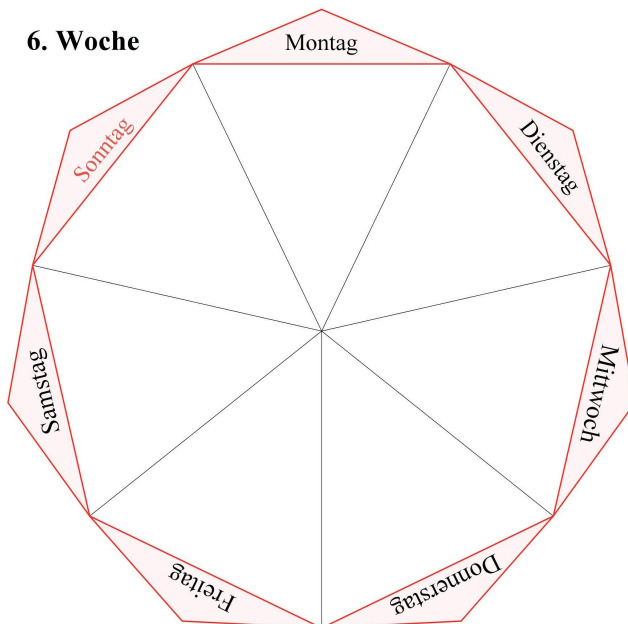 6. Woche
Montag
Dienstag
Mittwoch
Donnerstag
Freitag
Samstag
Sonntag